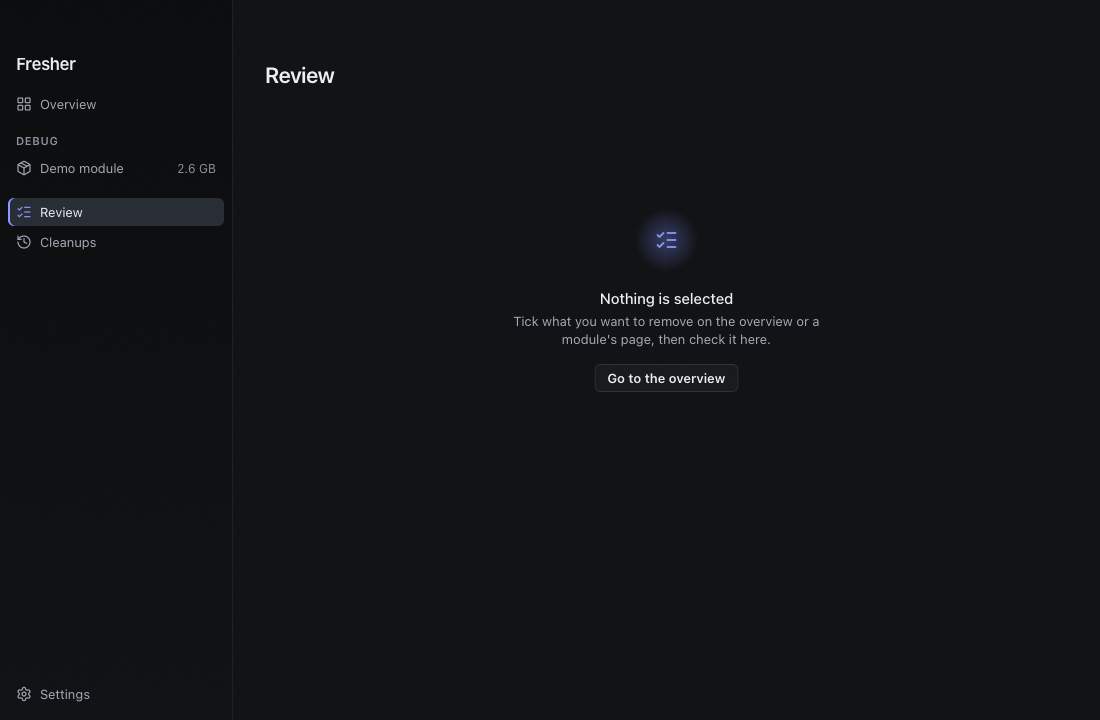 Fresher
Overview
DEBUG
Demo module 2.6 GB
Review
Cleanups
Settings
Review
Nothing is selected
Tick what you want to remove on the overview or a
module's page, then check it here.
Go to the overview